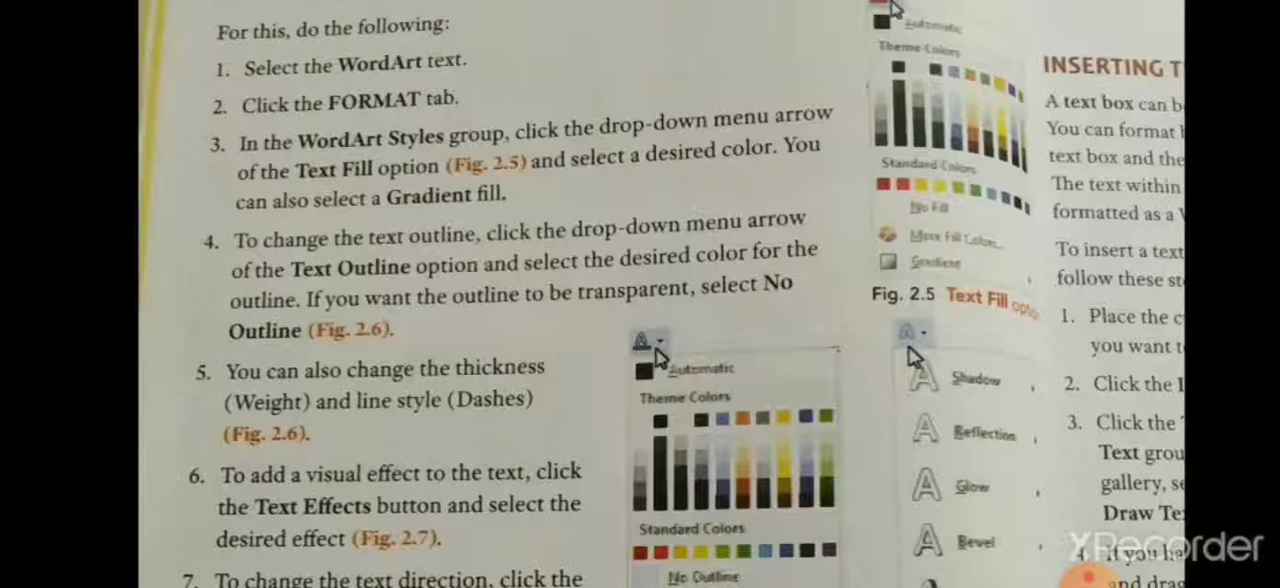 For this, do the following:
1. Select the WordArt text.
2. Click the FORMAT tab.
3. In the WordArt Styles group, click the drop-down menu arrow
of the Text Fill option (Fig. 2.5) and select a desired color. You
can also select a Gradient fill.
4. To change the text outline, click the drop-down menu arrow
of the Text Outline option and select the desired color for the
outline. If you want the outline to be transparent, select No
Outline (Fig. 2.6).
5. You can also change the thickness
(Weight) and line style (Dashes)
(Fig. 2.6).
6. To add a visual effect to the text, click
the Text Effects button and select the
desired effect (Fig. 2.7).
7. To change the text direction, click the
Automatic
Theme Colors
Standard Colors
No Outline
Automatic
Theme Colors
Standard Colors
No Fill
More Fill Colors...
Gradient
Fig. 2.5 Text Fill
Shadow
Reflection
Glow
Bevel
INSERTING T
A text box can b
You can format
text box and the
The text within
formatted as a
To insert a text
follow these st
1. Place the c
you want t
2. Click the I
3. Click the
Text grou
gallery, se
Draw Te
4. If you ha
and drag
XRecorder